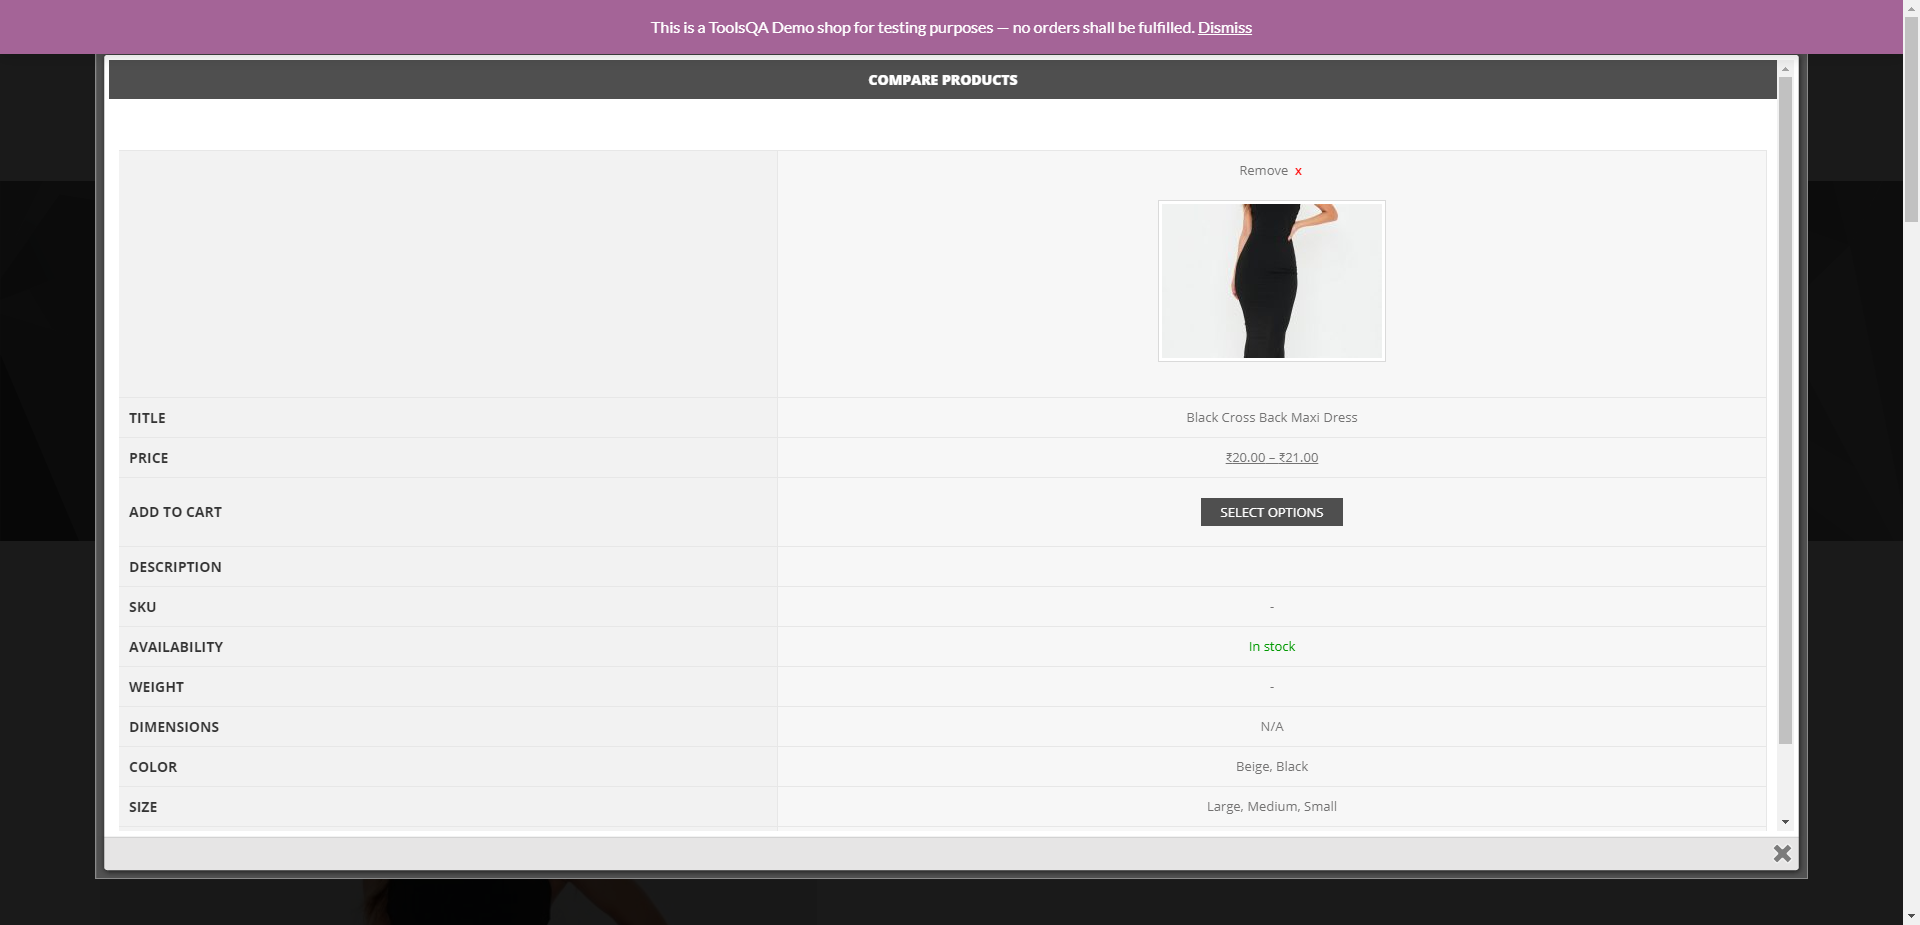 This is a ToolsQA Demo shop for testing purposes — no orders shall be fulfilled. Dismiss
COMPARE PRODUCTS
Remove x
TITLE Black Cross Back Maxi Dress
PRICE ₹20.00 – ₹21.00
ADD TO CART SELECT OPTIONS
DESCRIPTION
SKU -
AVAILABILITY In stock
WEIGHT -
DIMENSIONS N/A
COLOR Beige, Black
SIZE Large, Medium, Small